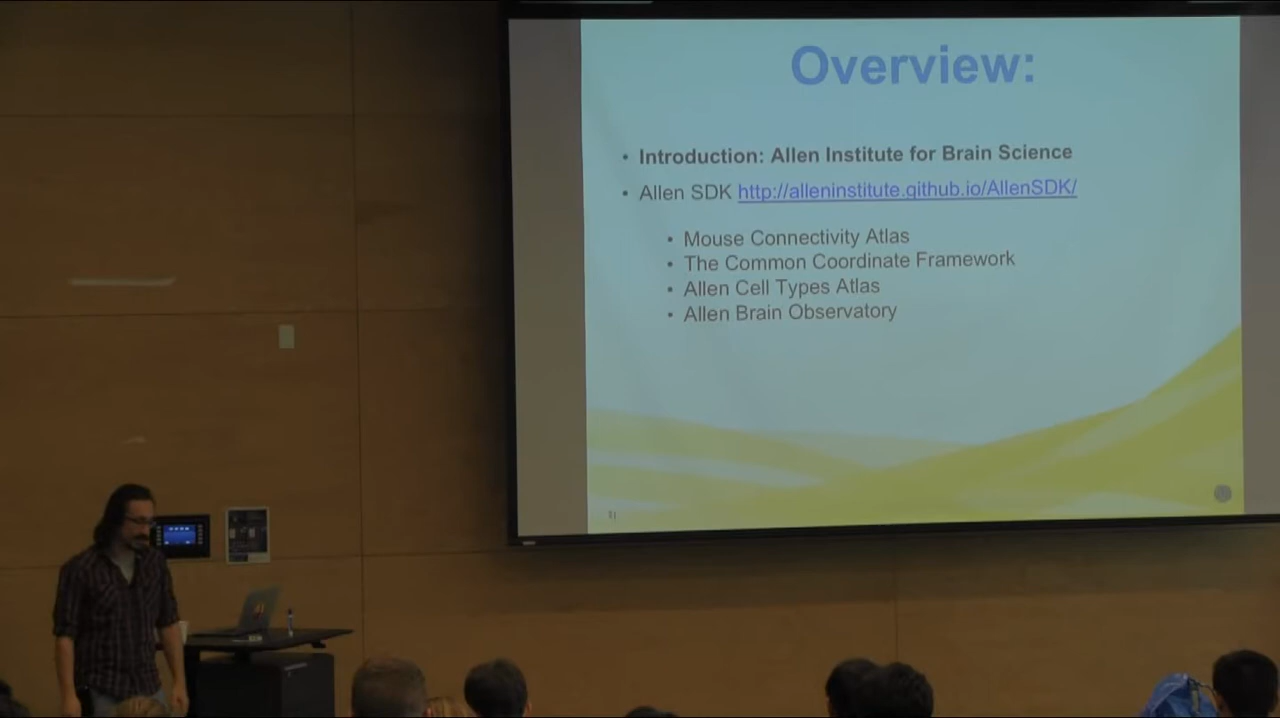 Overview:
• Introduction: Allen Institute for Brain Science
• Allen SDK http://alleninstitute.github.io/AllenSDK/
• Mouse Connectivity Atlas
• The Common Coordinate Framework
• Allen Cell Types Atlas
• Allen Brain Observatory